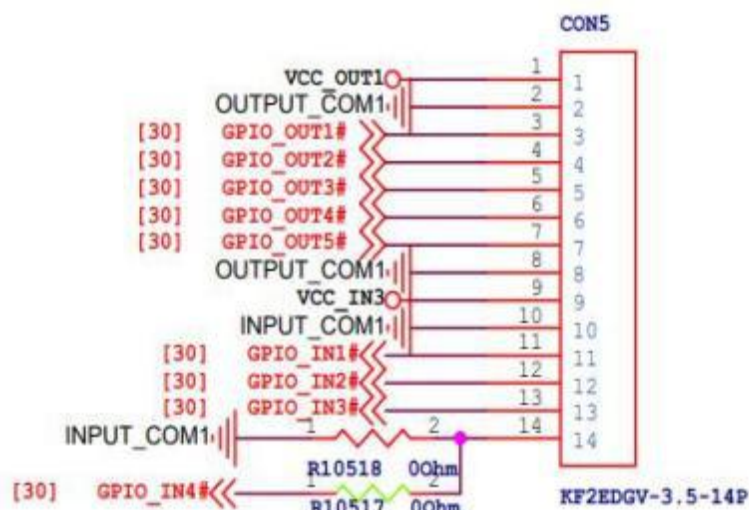 CON5
VCC_OUT1 1 1
OUTPUT_COM1 2 2
[30] GPIO_OUT1# 3 3
[30] GPIO_OUT2# 4 4
[30] GPIO_OUT3# 5 5
[30] GPIO_OUT4# 6 6
[30] GPIO_OUT5# 7 7
OUTPUT_COM1 8 8
VCC_IN3 9 9
INPUT_COM1 10 10
[30] GPIO_IN1# 11 11
[30] GPIO_IN2# 12 12
[30] GPIO_IN3# 13 13
INPUT_COM1 1 2 14 14
R10518 0Ohm
[30] GPIO_IN4# 1 2
R10517 0Ohm
KF2EDGV-3.5-14P